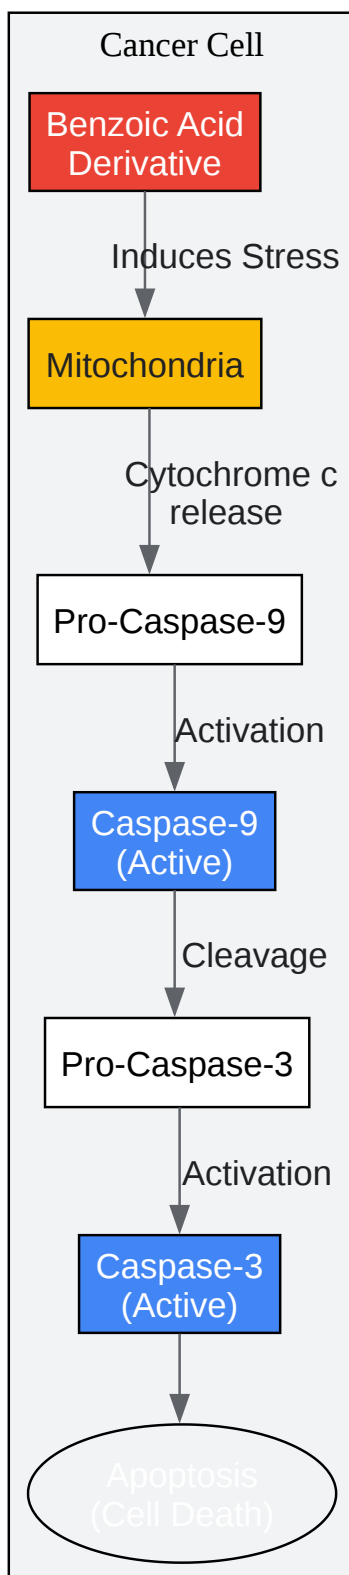 Cancer Cell
Benzoic Acid
Derivative
Induces Stress
Mitochondria
Cytochrome c
release
Pro-Caspase-9
Activation
Caspase-9
(Active)
Cleavage
Pro-Caspase-3
Activation
Caspase-3
(Active)
Apoptosis
(Cell Death)